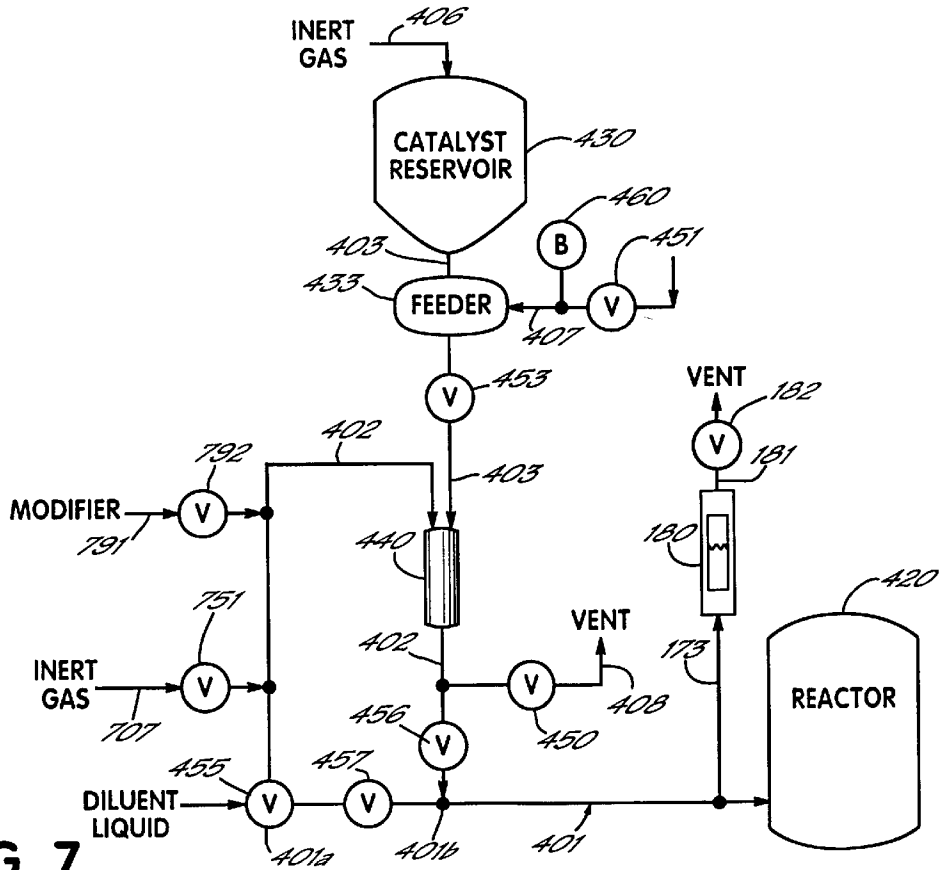 INERT
GAS
406
CATALYST
RESERVOIR
430
460
403
B
451
433
FEEDER
V
407
453
V
VENT
182
402
V
792
403
181
MODIFIER
V
791
440
180
420
751
VENT
INERT
GAS
V
402
173
REACTOR
707
V
408
456
450
455
457
V
DILUENT
LIQUID
V
V
401a
401b
401
G. 7